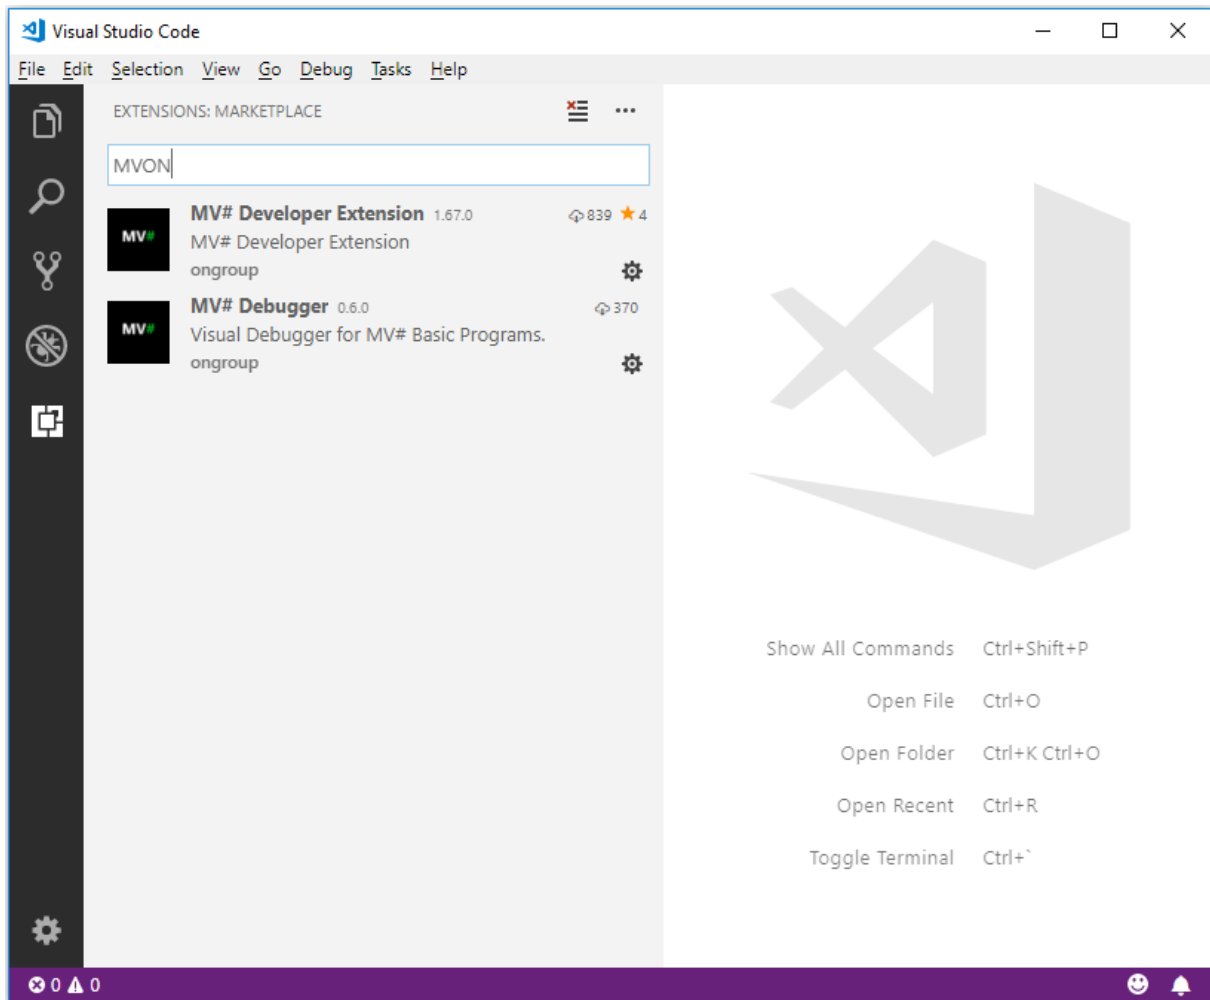 Visual Studio Code
File Edit Selection View Go Debug Tasks Help
EXTENSIONS: MARKETPLACE
MVON
MV#
MV# Developer Extension 1.67.0 839 4
MV# Developer Extension
ongroup
MV#
MV# Debugger 0.6.0 370
Visual Debugger for MV# Basic Programs.
ongroup
Show All Commands Ctrl+Shift+P
Open File Ctrl+O
Open Folder Ctrl+K Ctrl+O
Open Recent Ctrl+R
Toggle Terminal Ctrl+`
0 0